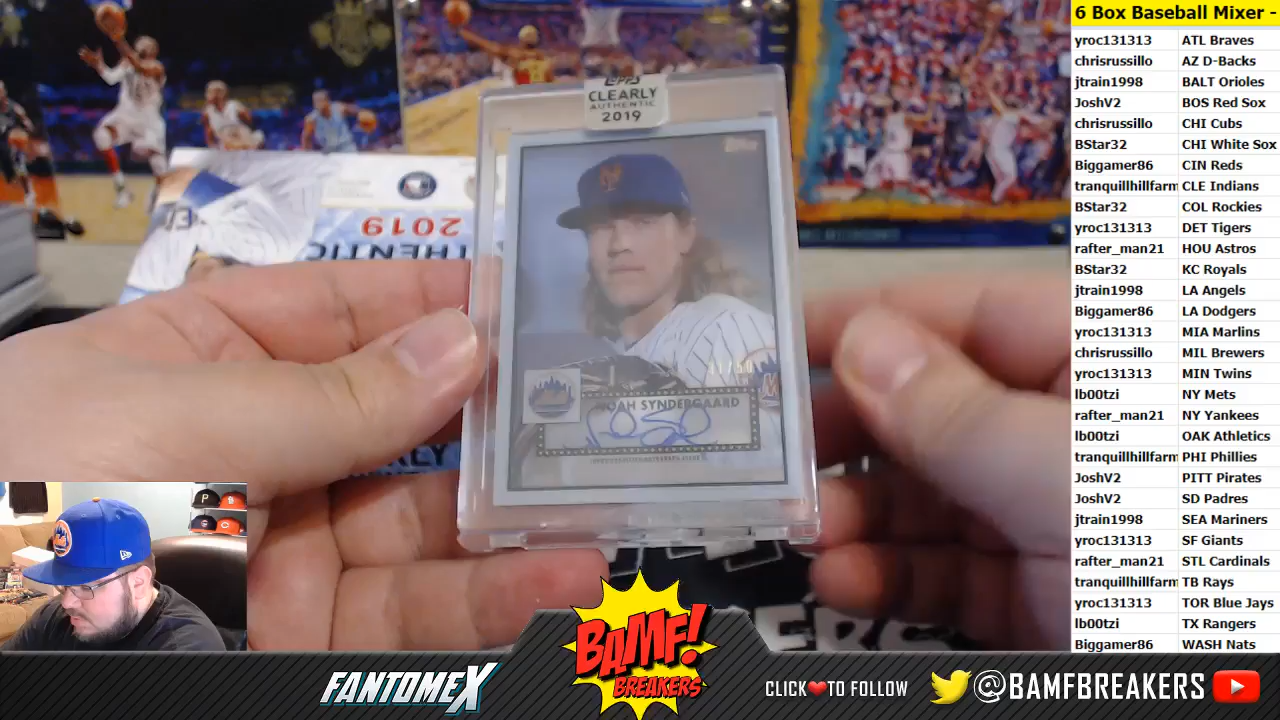 6 Box Baseball Mixer -
yroc131313 ATL Braves
chrisrussillo AZ D-Backs
jtrain1998 BALT Orioles
JoshV2 BOS Red Sox
chrisrussillo CHI Cubs
BStar32 CHI White Sox
Biggamer86 CIN Reds
tranquillhillfarm CLE Indians
BStar32 COL Rockies
yroc131313 DET Tigers
rafter_man21 HOU Astros
BStar32 KC Royals
jtrain1998 LA Angels
Biggamer86 LA Dodgers
yroc131313 MIA Marlins
chrisrussillo MIL Brewers
yroc131313 MIN Twins
lb00tzi NY Mets
rafter_man21 NY Yankees
lb00tzi OAK Athletics
tranquillhillfarm PHI Phillies
JoshV2 PITT Pirates
JoshV2 SD Padres
jtrain1998 SEA Mariners
yroc131313 SF Giants
rafter_man21 STL Cardinals
tranquillhillfarm TB Rays
yroc131313 TOR Blue Jays
lb00tzi TX Rangers
Biggamer86 WASH Nats
TOPPS
CLEARLY
AUTHENTIC
2019
NOAH SYNDERGAARD
2019
FANTOMEX
BAMF!
BREAKERS
CLICK TO FOLLOW
@BAMFBREAKERS